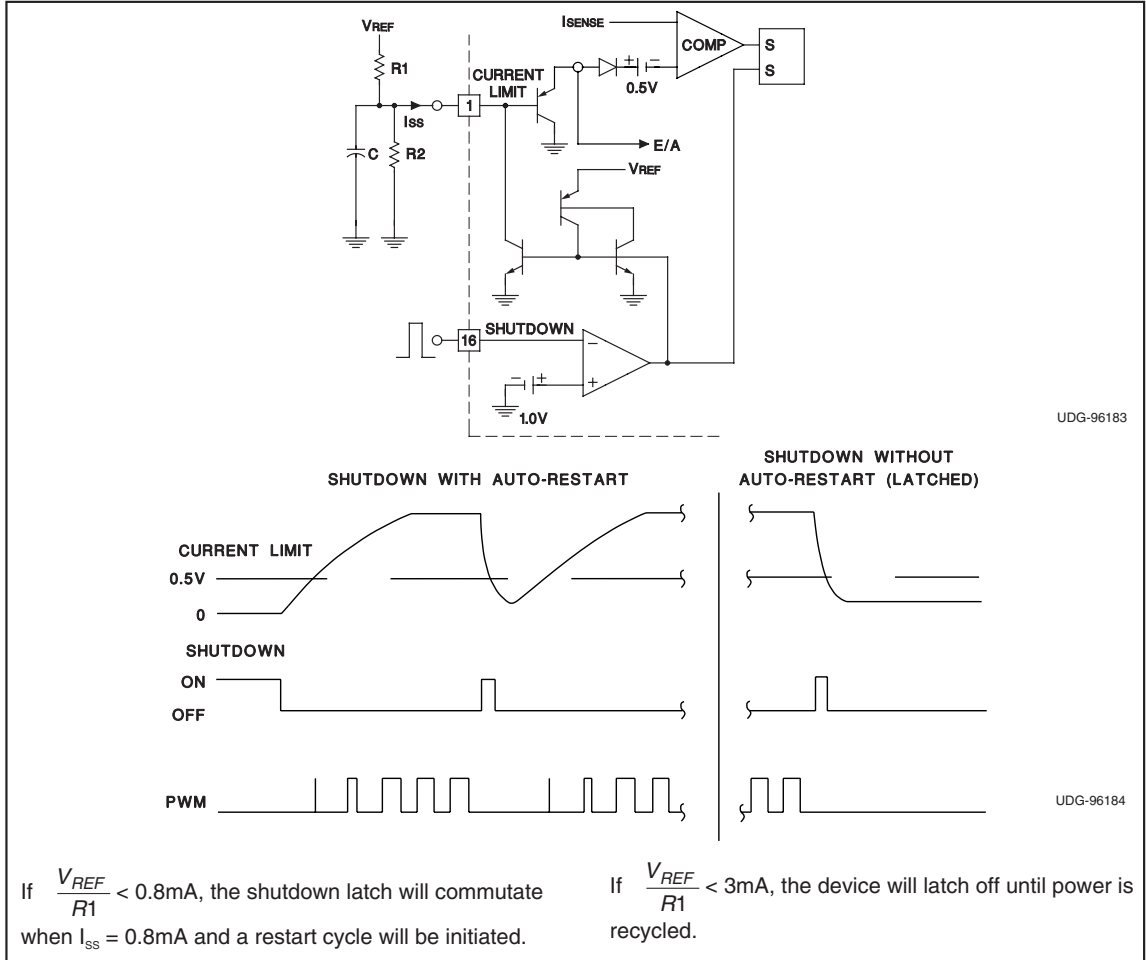 VREF
R1
ISS
C
R2
1
CURRENT
LIMIT
ISENSE
COMP
S
S
+ −
0.5V
E/A
VREF
16
SHUTDOWN
−
+
− +
1.0V
UDG-96183
SHUTDOWN WITH AUTO-RESTART
SHUTDOWN WITHOUT
AUTO-RESTART (LATCHED)
CURRENT LIMIT
0.5V
0
SHUTDOWN
ON
OFF
PWM
UDG-96184
If VREF/R1 < 0.8mA, the shutdown latch will commutate
when ISS = 0.8mA and a restart cycle will be initiated.
If VREF/R1 < 3mA, the device will latch off until power is
recycled.